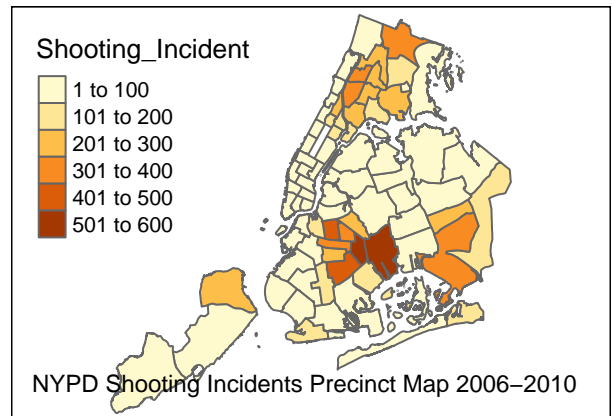 Shooting_Incident
1 to 100
101 to 200
201 to 300
301 to 400
401 to 500
501 to 600
NYPD Shooting Incidents Precinct Map 2006–2010